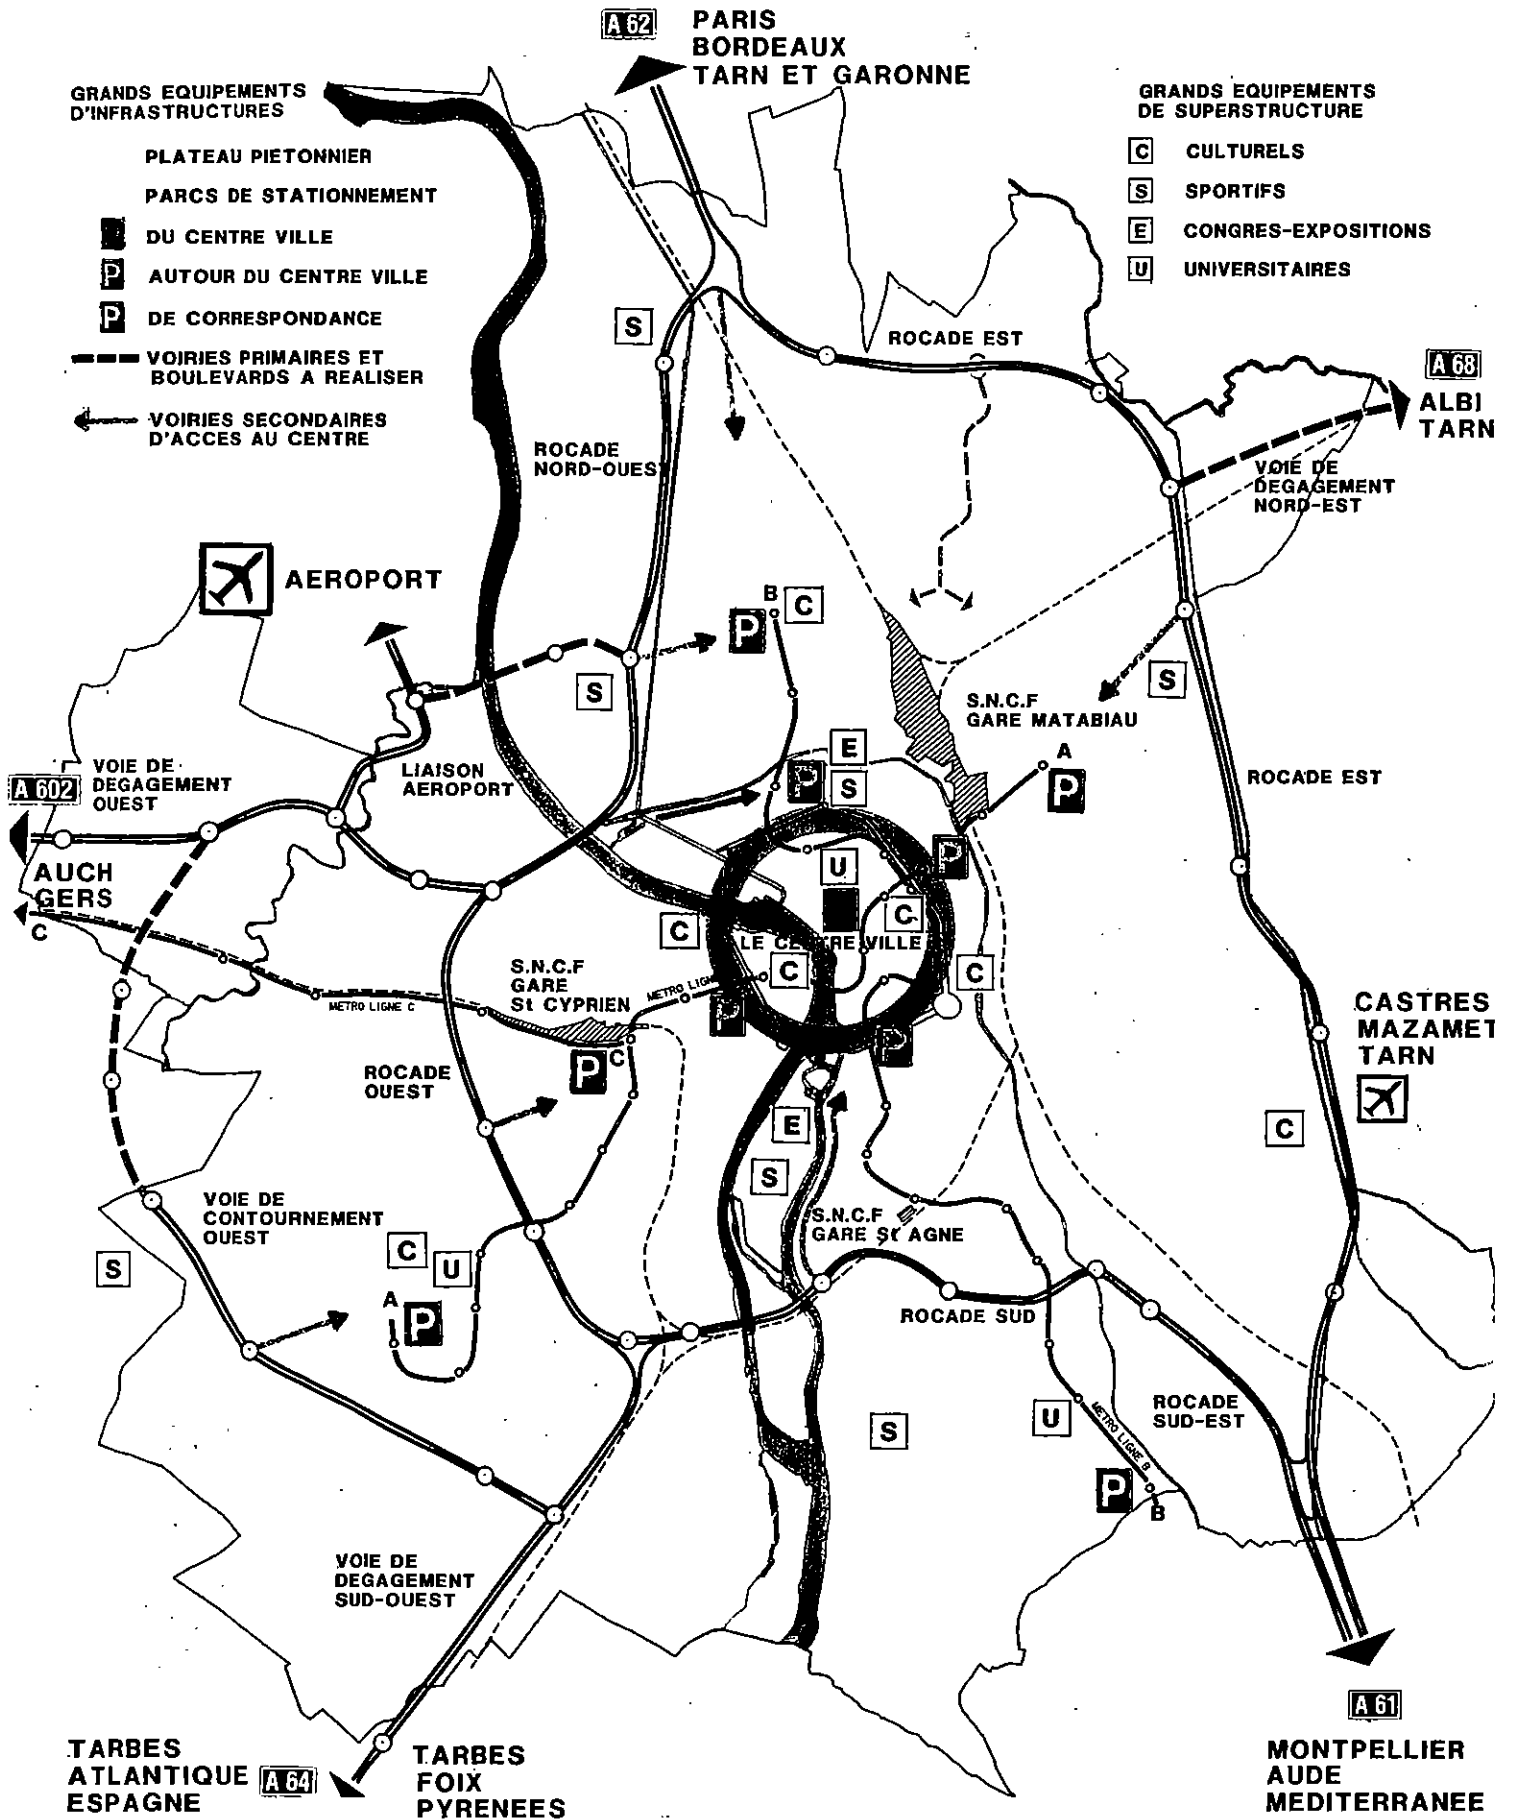 A 62
PARIS
BORDEAUX
TARN ET GARONNE
GRANDS EQUIPEMENTS
D'INFRASTRUCTURES
PLATEAU PIETONNIER
PARCS DE STATIONNEMENT
DU CENTRE VILLE
P
AUTOUR DU CENTRE VILLE
P
DE CORRESPONDANCE
VOIRIES PRIMAIRES ET
BOULEVARDS A REALISER
VOIRIES SECONDAIRES
D'ACCES AU CENTRE
GRANDS EQUIPEMENTS
DE SUPERSTRUCTURE
C CULTURELS
S SPORTIFS
E CONGRES-EXPOSITIONS
U UNIVERSITAIRES
S
ROCADE EST
A 68
ALBI
TARN
ROCADE
NORD-OUEST
VOIE DE
DEGAGEMENT
NORD-EST
AEROPORT
B
C
P
S
S
S.N.C.F
GARE MATABIAU
A
P
E
P
S
VOIE DE
DEGAGEMENT
OUEST
A 602
LIAISON
AEROPORT
ROCADE EST
AUCH
GERS
C
U
P
C
C
LE CENTRE VILLE
C
C
S.N.C.F
GARE
St CYPRIEN
METRO LIGNE C
METRO LIGNE
P
P
C
P
CASTRES
MAZAMET
TARN
ROCADE
OUEST
E
C
S
VOIE DE
CONTOURNEMENT
OUEST
S.N.C.F
GARE St AGNE
S
C
U
A
P
ROCADE SUD
ROCADE
SUD-EST
U
S
METRO LIGNE B
P
B
VOIE DE
DEGAGEMENT
SUD-OUEST
TARBES
ATLANTIQUE
ESPAGNE
A 64
TARBES
FOIX
PYRENEES
A 61
MONTPELLIER
AUDE
MEDITERRANEE